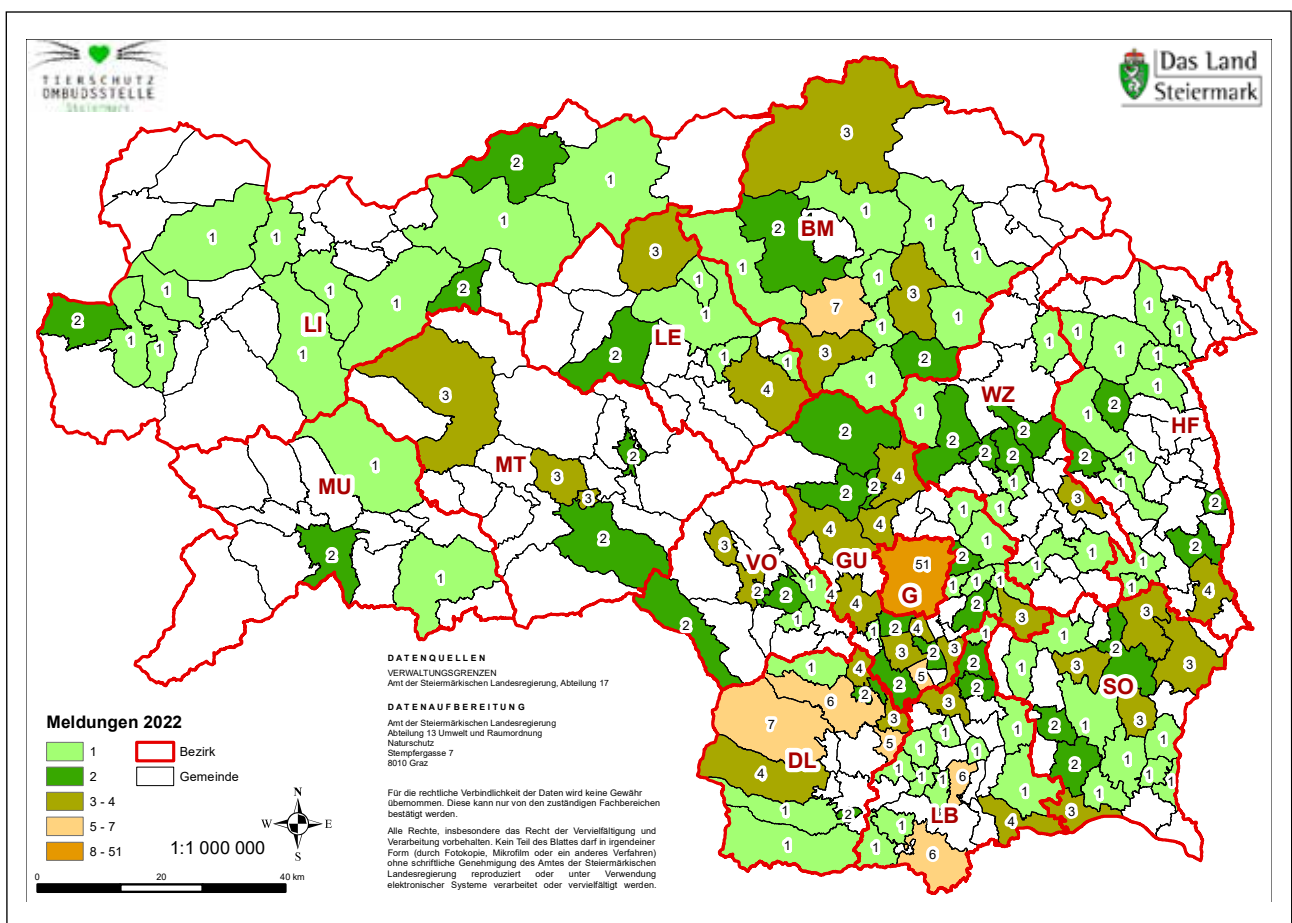 TIERSCHUTZ
OMBUDSSTELLE
Steiermark
Das Land
Steiermark
BM
LI
LE
WZ
HF
MT
MU
VO
GU
G
51
SO
DL
LB
DATENQUELLEN
VERWALTUNGSGRENZEN
Amt der Steiermärkischen Landesregierung, Abteilung 17
DATENAUFBEREITUNG
Amt der Steiermärkischen Landesregierung
Abteilung 13 Umwelt und Raumordnung
Naturschutz
Stempfergasse 7
8010 Graz
Für die rechtliche Verbindlichkeit der Daten wird keine Gewähr
übernommen. Diese kann nur von den zuständigen Fachbereichen
bestätigt werden.
Alle Rechte, insbesondere das Recht der Vervielfältigung und
Verarbeitung vorbehalten. Kein Teil des Blattes darf in irgendeiner
Form (durch Fotokopie, Mikrofilm oder ein anderes Verfahren)
ohne schriftliche Genehmigung des Amtes der Steiermärkischen
Landesregierung reproduziert oder unter Verwendung
elektronischer Systeme verarbeitet oder vervielfältigt werden.
Meldungen 2022
1
2
3 - 4
5 - 7
8 - 51
Bezirk
Gemeinde
N
W
E
S
1:1 000 000
0 20 40 km